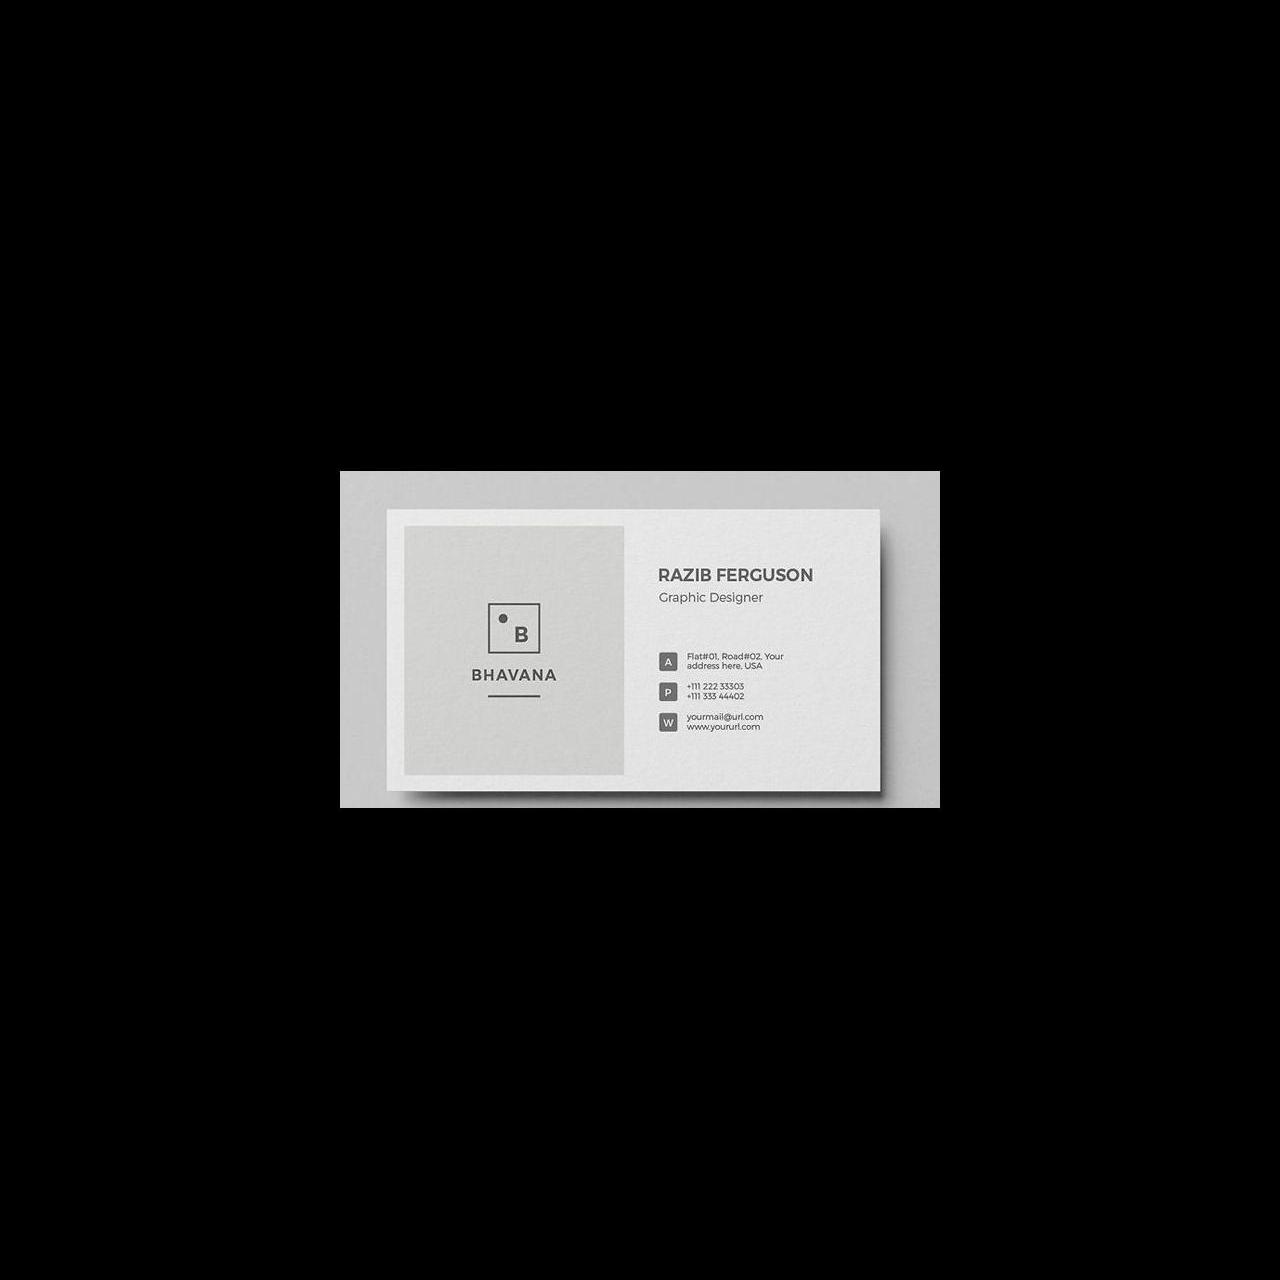 B
BHAVANA
RAZIB FERGUSON
Graphic Designer
A
Flat#01, Road#02, Your
address here, USA
P
+111 222 33303
+111 333 44402
W
yourmail@url.com
www.yoururl.com